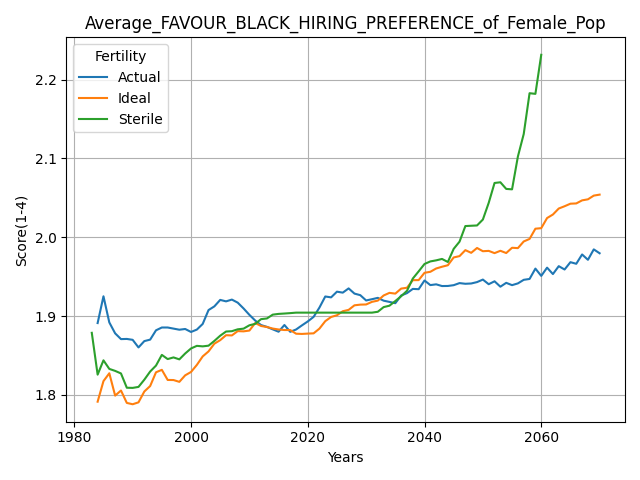 Average_FAVOUR_BLACK_HIRING_PREFERENCE_of_Female_Pop
Fertility
Actual
Ideal
Sterile
Score(1-4)
2.2
2.1
2.0
1.9
1.8
1980
2000
2020
2040
2060
Years